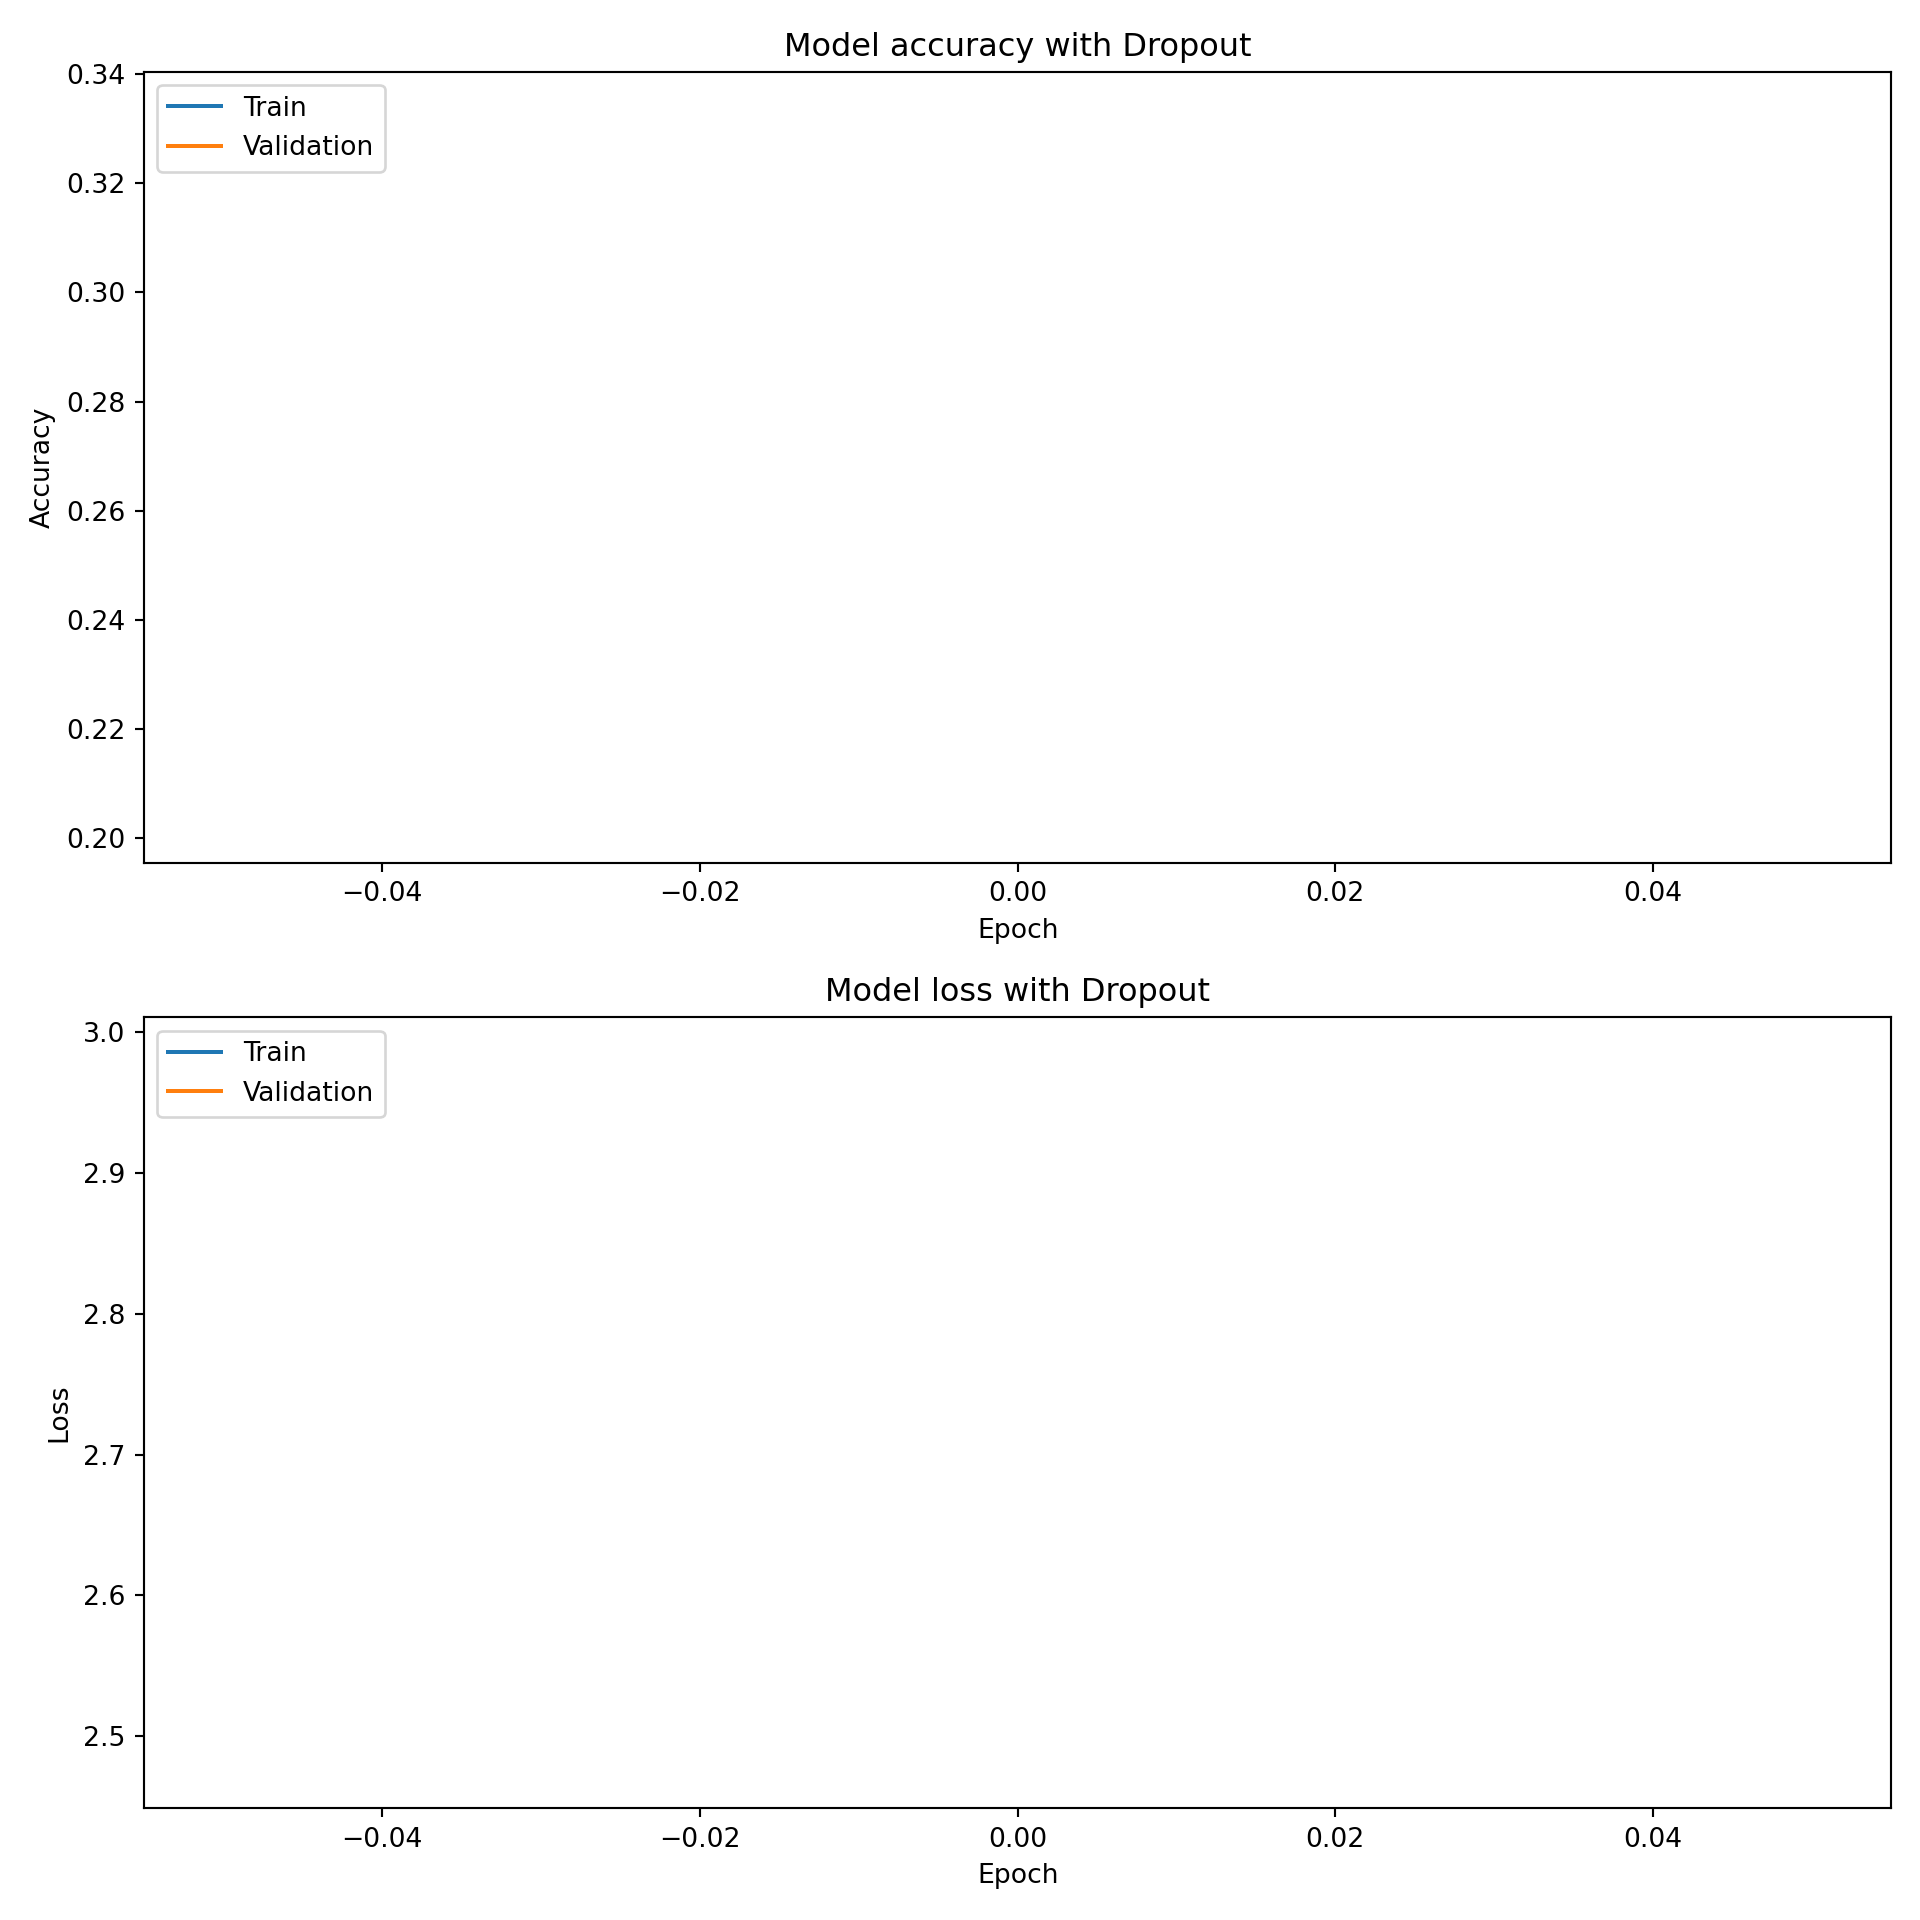 Model accuracy with Dropout
Train
Validation
0.34
0.32
0.30
0.28
0.26
0.24
0.22
0.20
Accuracy
−0.04 −0.02 0.00 0.02 0.04
Epoch
Model loss with Dropout
Train
Validation
3.0
2.9
2.8
2.7
2.6
2.5
Loss
−0.04 −0.02 0.00 0.02 0.04
Epoch